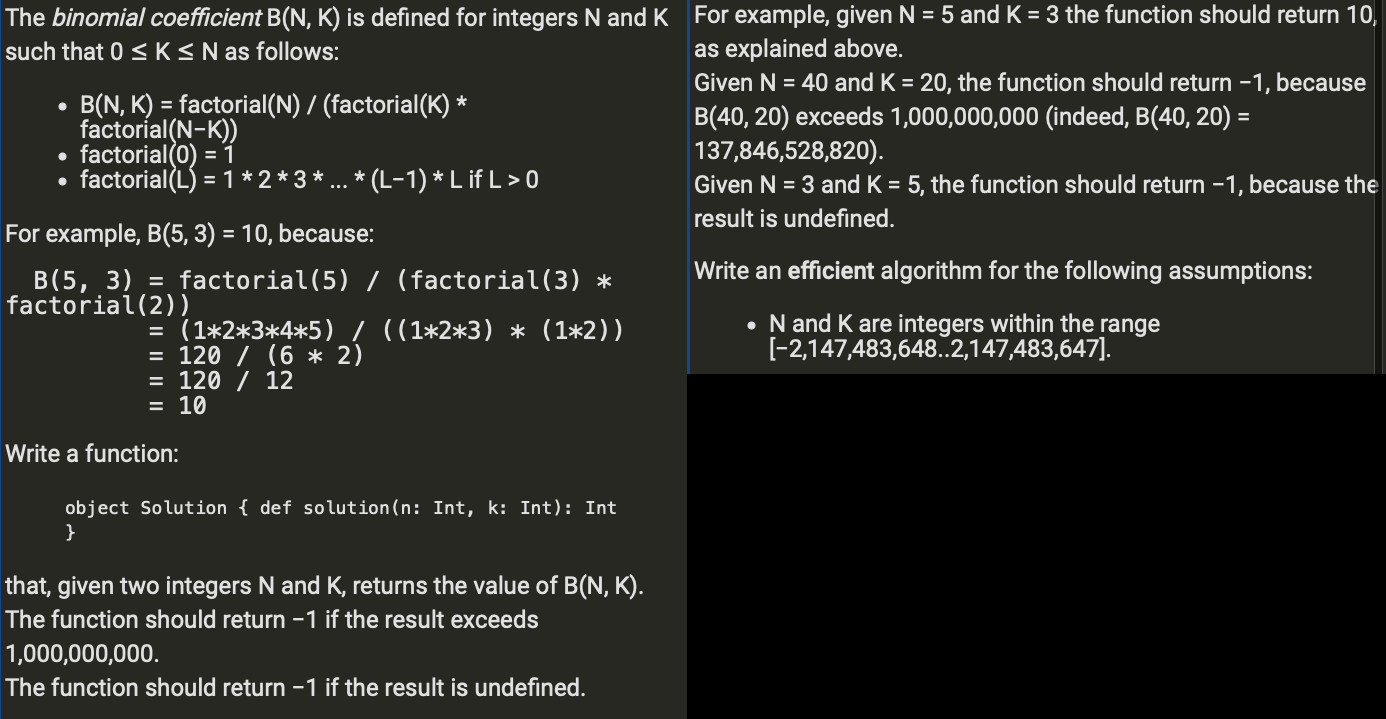 The binomial coefficient B(N, K) is defined for integers N and K
such that 0 ≤ K ≤ N as follows:
• B(N, K) = factorial(N) / (factorial(K) *
factorial(N−K))
• factorial(0) = 1
• factorial(L) = 1 * 2 * 3 * ... * (L−1) * L if L > 0
For example, B(5, 3) = 10, because:
B(5, 3) = factorial(5) / (factorial(3) *
factorial(2))
= (1*2*3*4*5) / ((1*2*3) * (1*2))
= 120 / (6 * 2)
= 120 / 12
= 10
Write a function:
object Solution { def solution(n: Int, k: Int): Int
}
that, given two integers N and K, returns the value of B(N, K).
The function should return −1 if the result exceeds
1,000,000,000.
The function should return −1 if the result is undefined.
For example, given N = 5 and K = 3 the function should return 10,
as explained above.
Given N = 40 and K = 20, the function should return −1, because
B(40, 20) exceeds 1,000,000,000 (indeed, B(40, 20) =
137,846,528,820).
Given N = 3 and K = 5, the function should return −1, because the
result is undefined.
Write an efficient algorithm for the following assumptions:
• N and K are integers within the range
[−2,147,483,648..2,147,483,647].